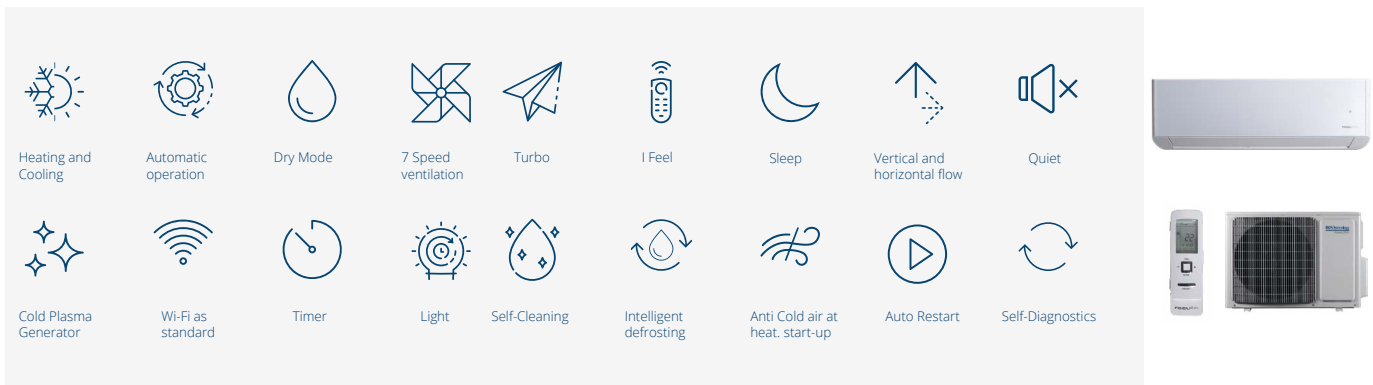 Heating and
Cooling
Automatic
operation
Dry Mode
7 Speed
ventilation
Turbo
I Feel
Sleep
Vertical and
horizontal flow
Quiet
Cold Plasma
Generator
Wi-Fi as
standard
Timer
Light
Self-Cleaning
Intelligent
defrosting
Anti Cold air at
heat. start-up
Auto Restart
Self-Diagnostics